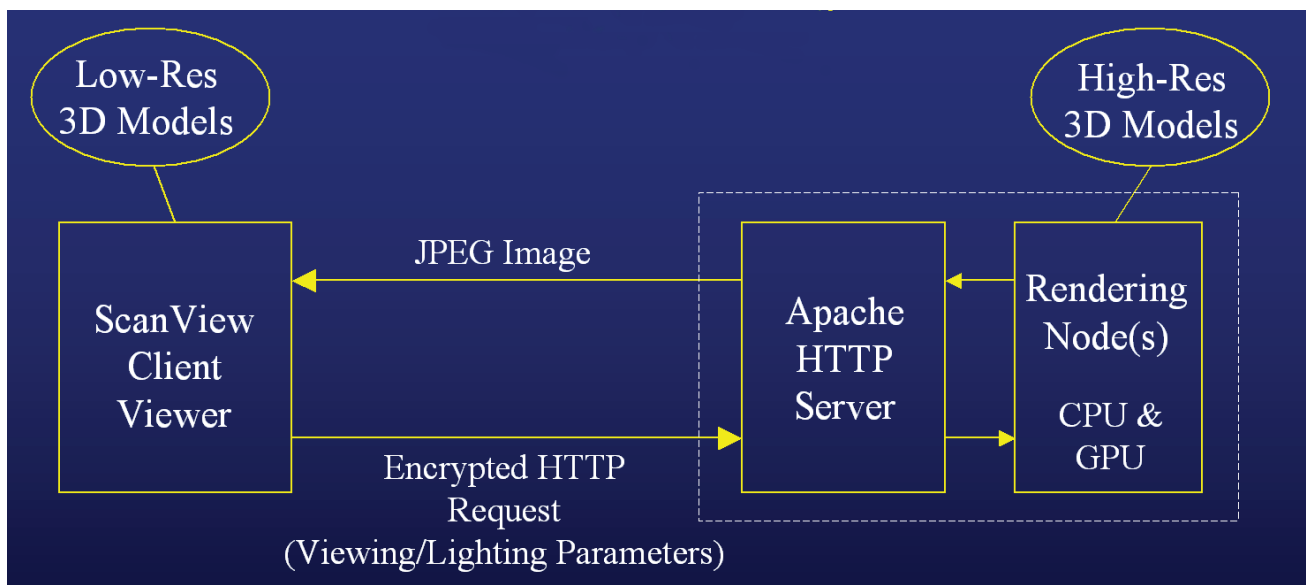 Low-Res
3D Models
High-Res
3D Models
JPEG Image
ScanView
Client
Viewer
Apache
HTTP
Server
Rendering
Node(s)
CPU &
GPU
Encrypted HTTP
Request
(Viewing/Lighting Parameters)